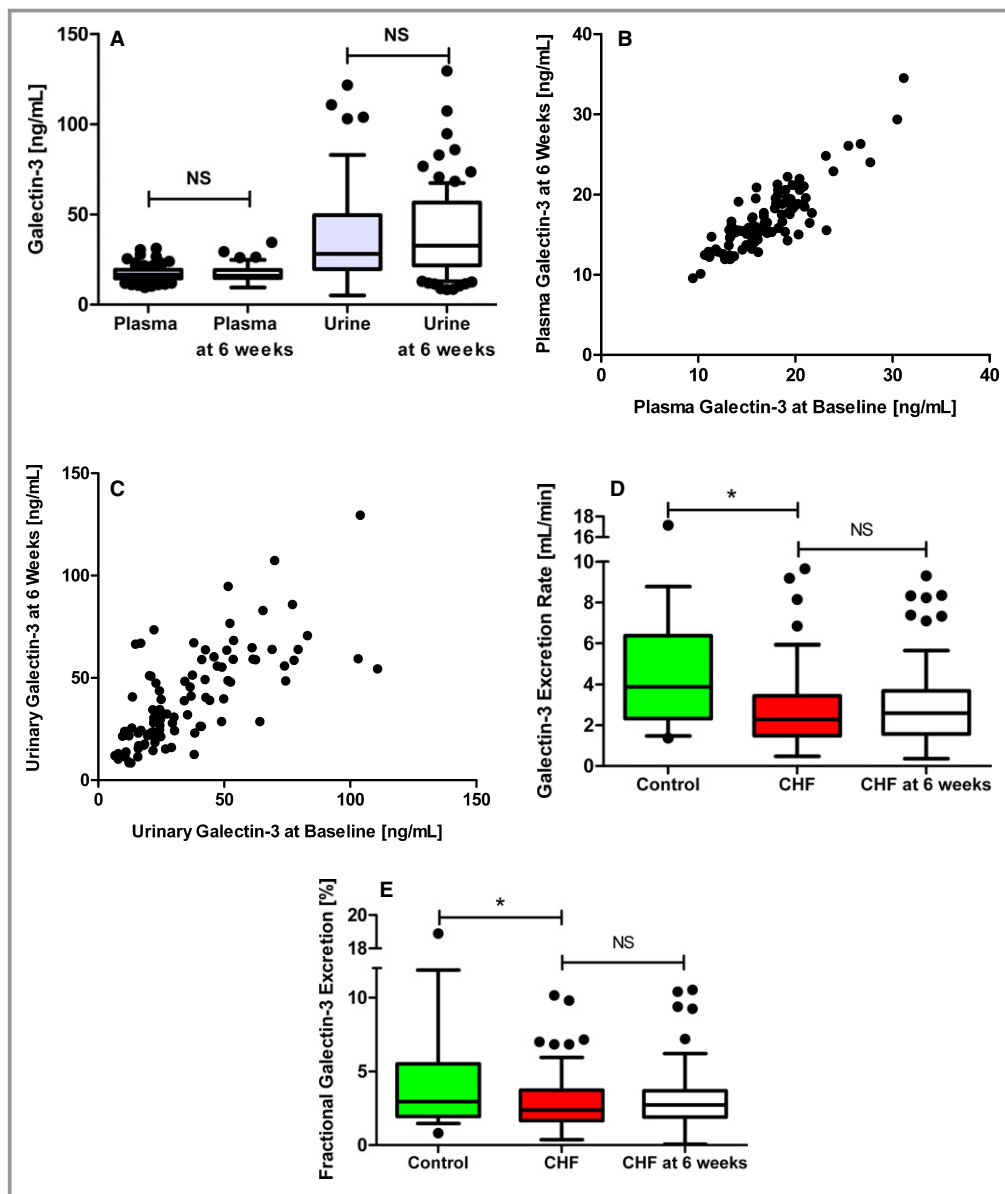 A
Galectin-3 [ng/mL]
150
100
50
0
NS
NS
Plasma
Plasma
at 6 weeks
Urine
Urine
at 6 weeks
B
Plasma Galectin-3 at 6 Weeks [ng/mL]
40
30
20
10
0
0
10
20
30
40
Plasma Galectin-3 at Baseline [ng/mL]
C
Urinary Galectin-3 at 6 Weeks [ng/mL]
150
100
50
0
0
50
100
150
Urinary Galectin-3 at Baseline [ng/mL]
D
Galectin-3 Excretion Rate [mL/min]
18
16
10
8
6
4
2
0
*
NS
Control
CHF
CHF at 6 weeks
E
Fractional Galectin-3 Excretion [%]
20
18
10
5
0
*
NS
Control
CHF
CHF at 6 weeks